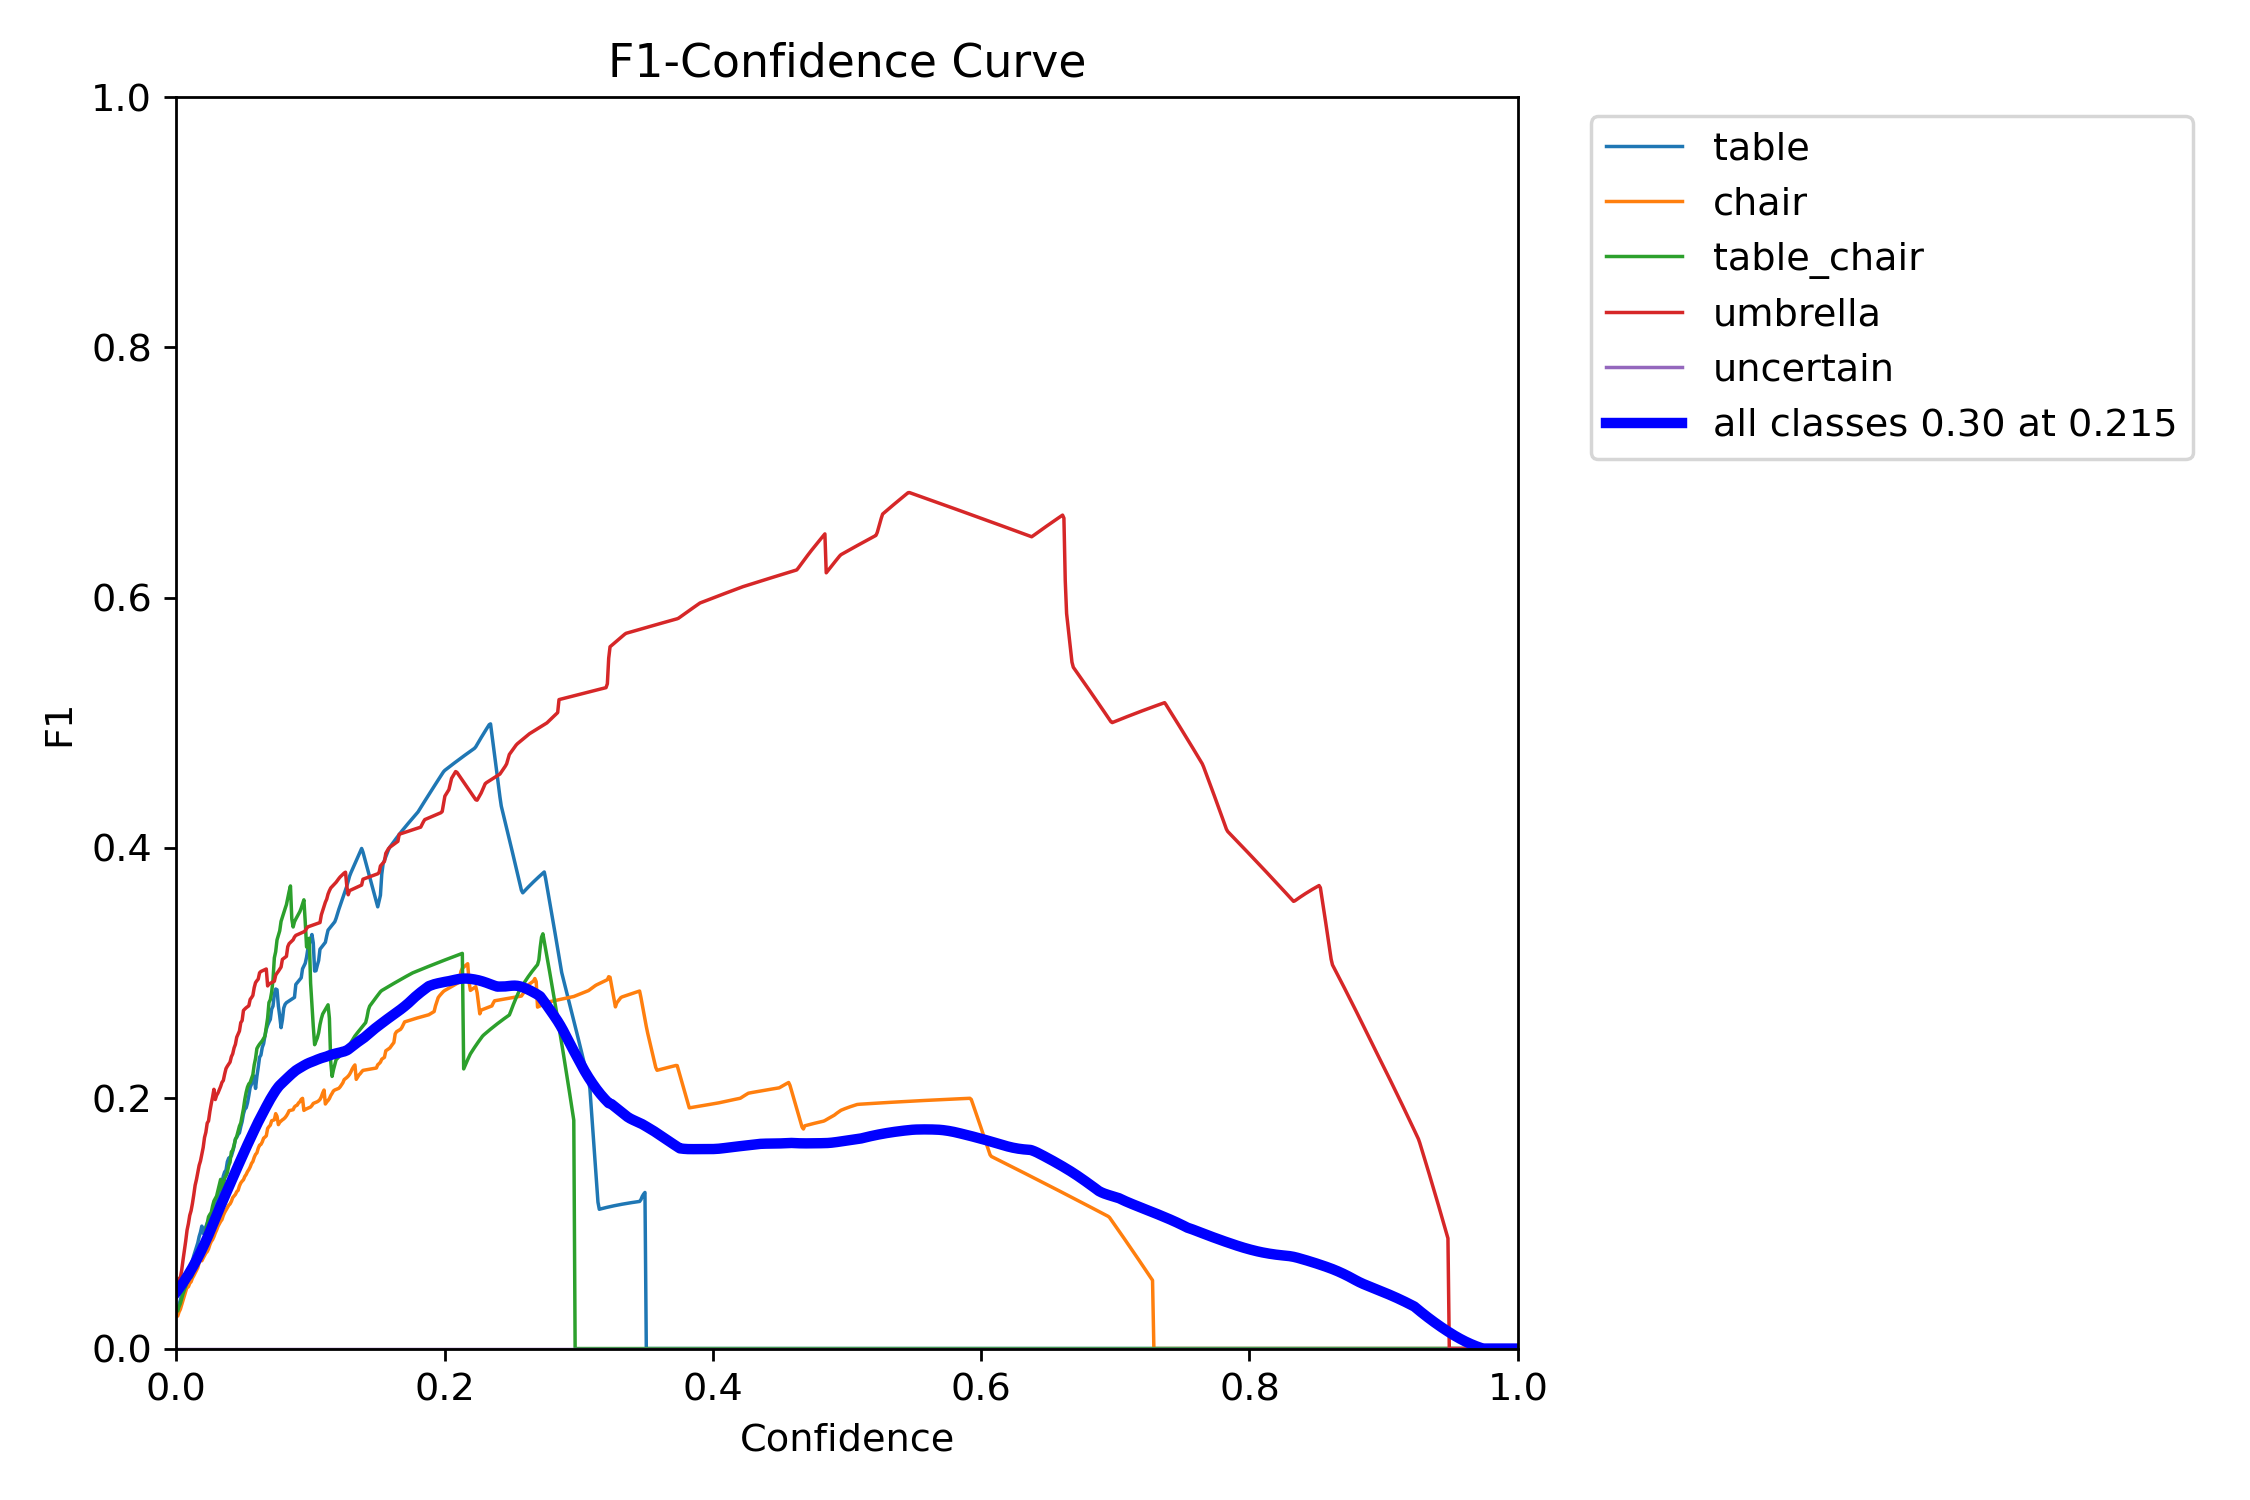 F1-Confidence Curve
1.0
0.8
0.6
0.4
0.2
0.0
F1
0.0 0.2 0.4 0.6 0.8 1.0
Confidence
table
chair
table_chair
umbrella
uncertain
all classes 0.30 at 0.215